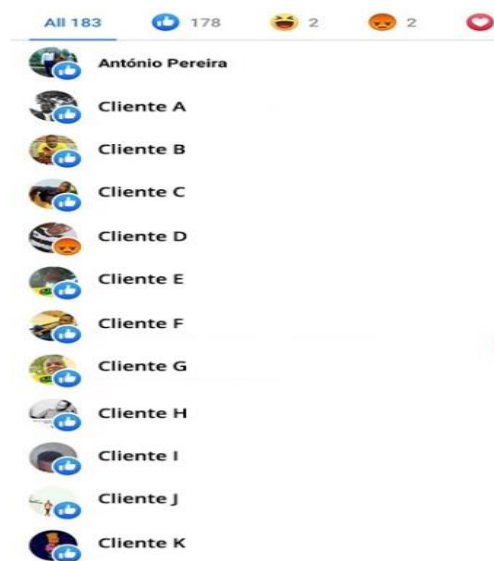 All 183 178 2 2
António Pereira
Cliente A
Cliente B
Cliente C
Cliente D
Cliente E
Cliente F
Cliente G
Cliente H
Cliente I
Cliente J
Cliente K